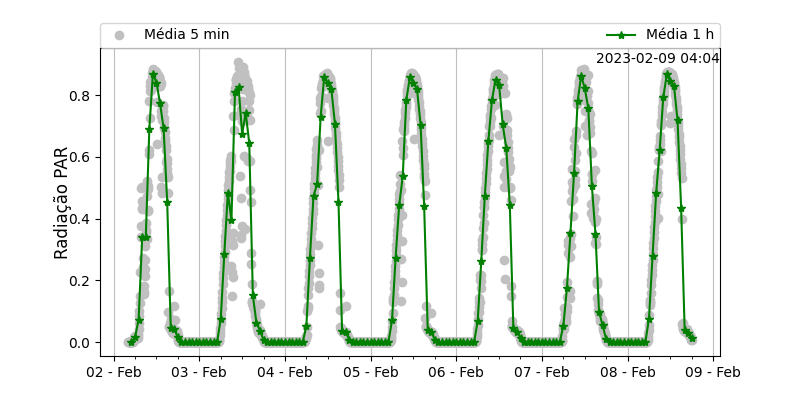 Média 5 min Média 1 h
2023-02-09 04:04
Radiação PAR
0.8
0.6
0.4
0.2
0.0
02 - Feb 03 - Feb 04 - Feb 05 - Feb 06 - Feb 07 - Feb 08 - Feb 09 - Feb